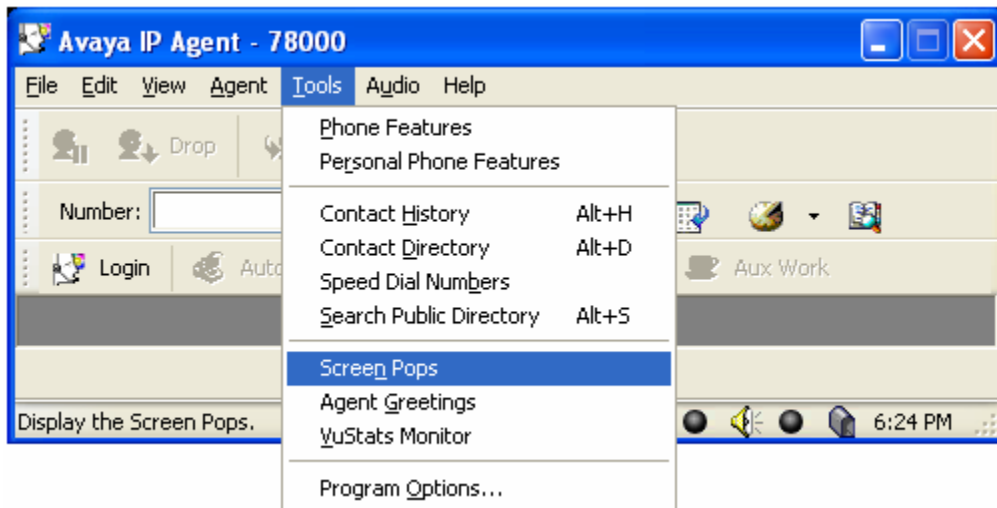 Avaya IP Agent - 78000
File Edit View Agent Tools Audio Help
Phone Features
Drop
Personal Phone Features
Number:
Contact History Alt+H
Contact Directory Alt+D
Login
Aux Work
Speed Dial Numbers
Search Public Directory Alt+S
Screen Pops
Agent Greetings
Display the Screen Pops.
6:24 PM
VuStats Monitor
Program Options...